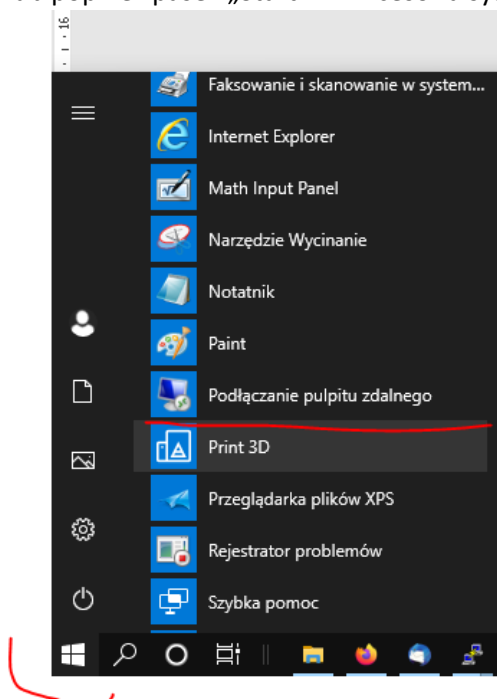 16
Faksowanie i skanowanie w system...
Internet Explorer
Math Input Panel
Narzędzie Wycinanie
Notatnik
Paint
Podłączanie pulpitu zdalnego
Print 3D
Przeglądarka plików XPS
Rejestrator problemów
Szybka pomoc